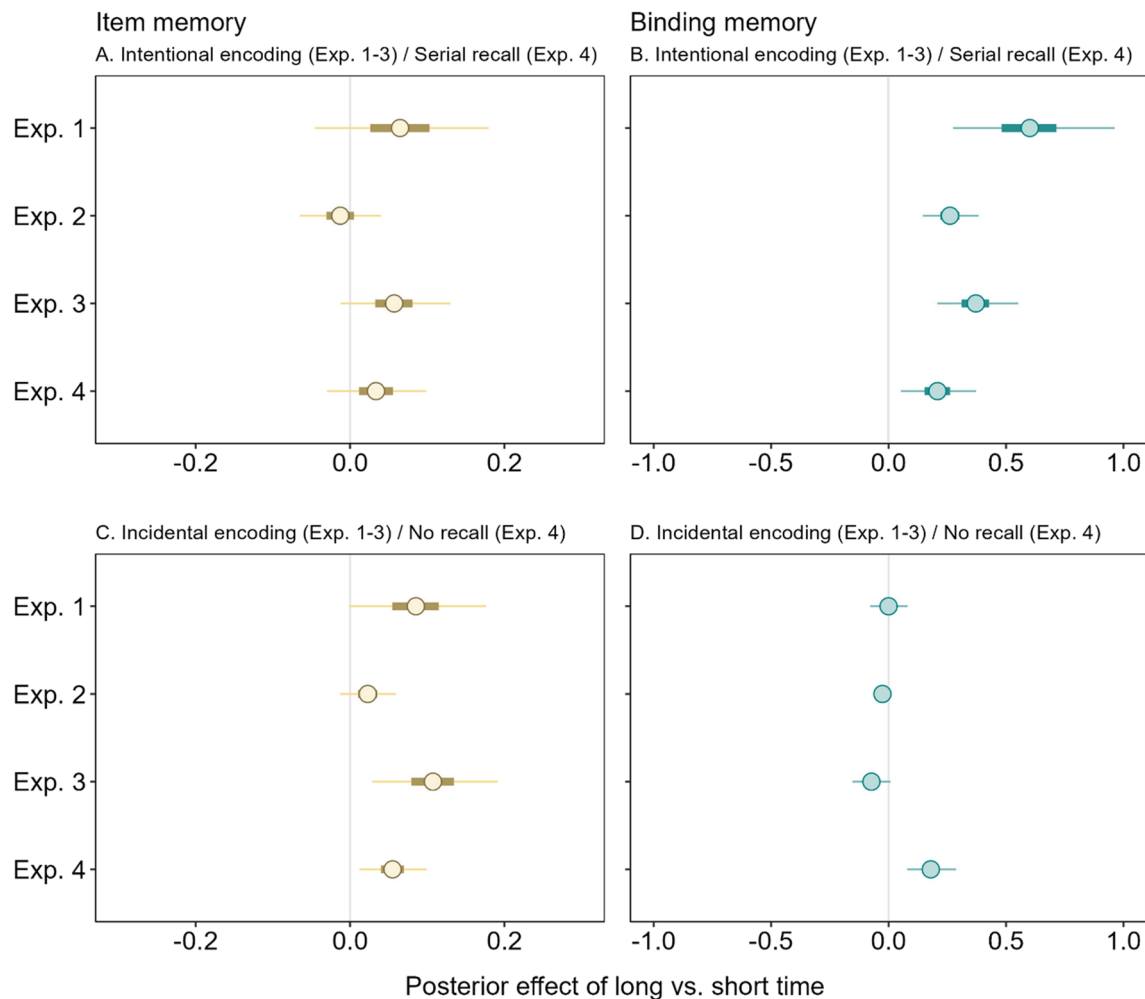 Item memory
Binding memory
A. Intentional encoding (Exp. 1-3) / Serial recall (Exp. 4)
B. Intentional encoding (Exp. 1-3) / Serial recall (Exp. 4)
Exp. 1
Exp. 2
Exp. 3
Exp. 4
-0.2 0.0 0.2
-1.0 -0.5 0.0 0.5 1.0
C. Incidental encoding (Exp. 1-3) / No recall (Exp. 4)
D. Incidental encoding (Exp. 1-3) / No recall (Exp. 4)
Exp. 1
Exp. 2
Exp. 3
Exp. 4
-0.2 0.0 0.2
-1.0 -0.5 0.0 0.5 1.0
Posterior effect of long vs. short time